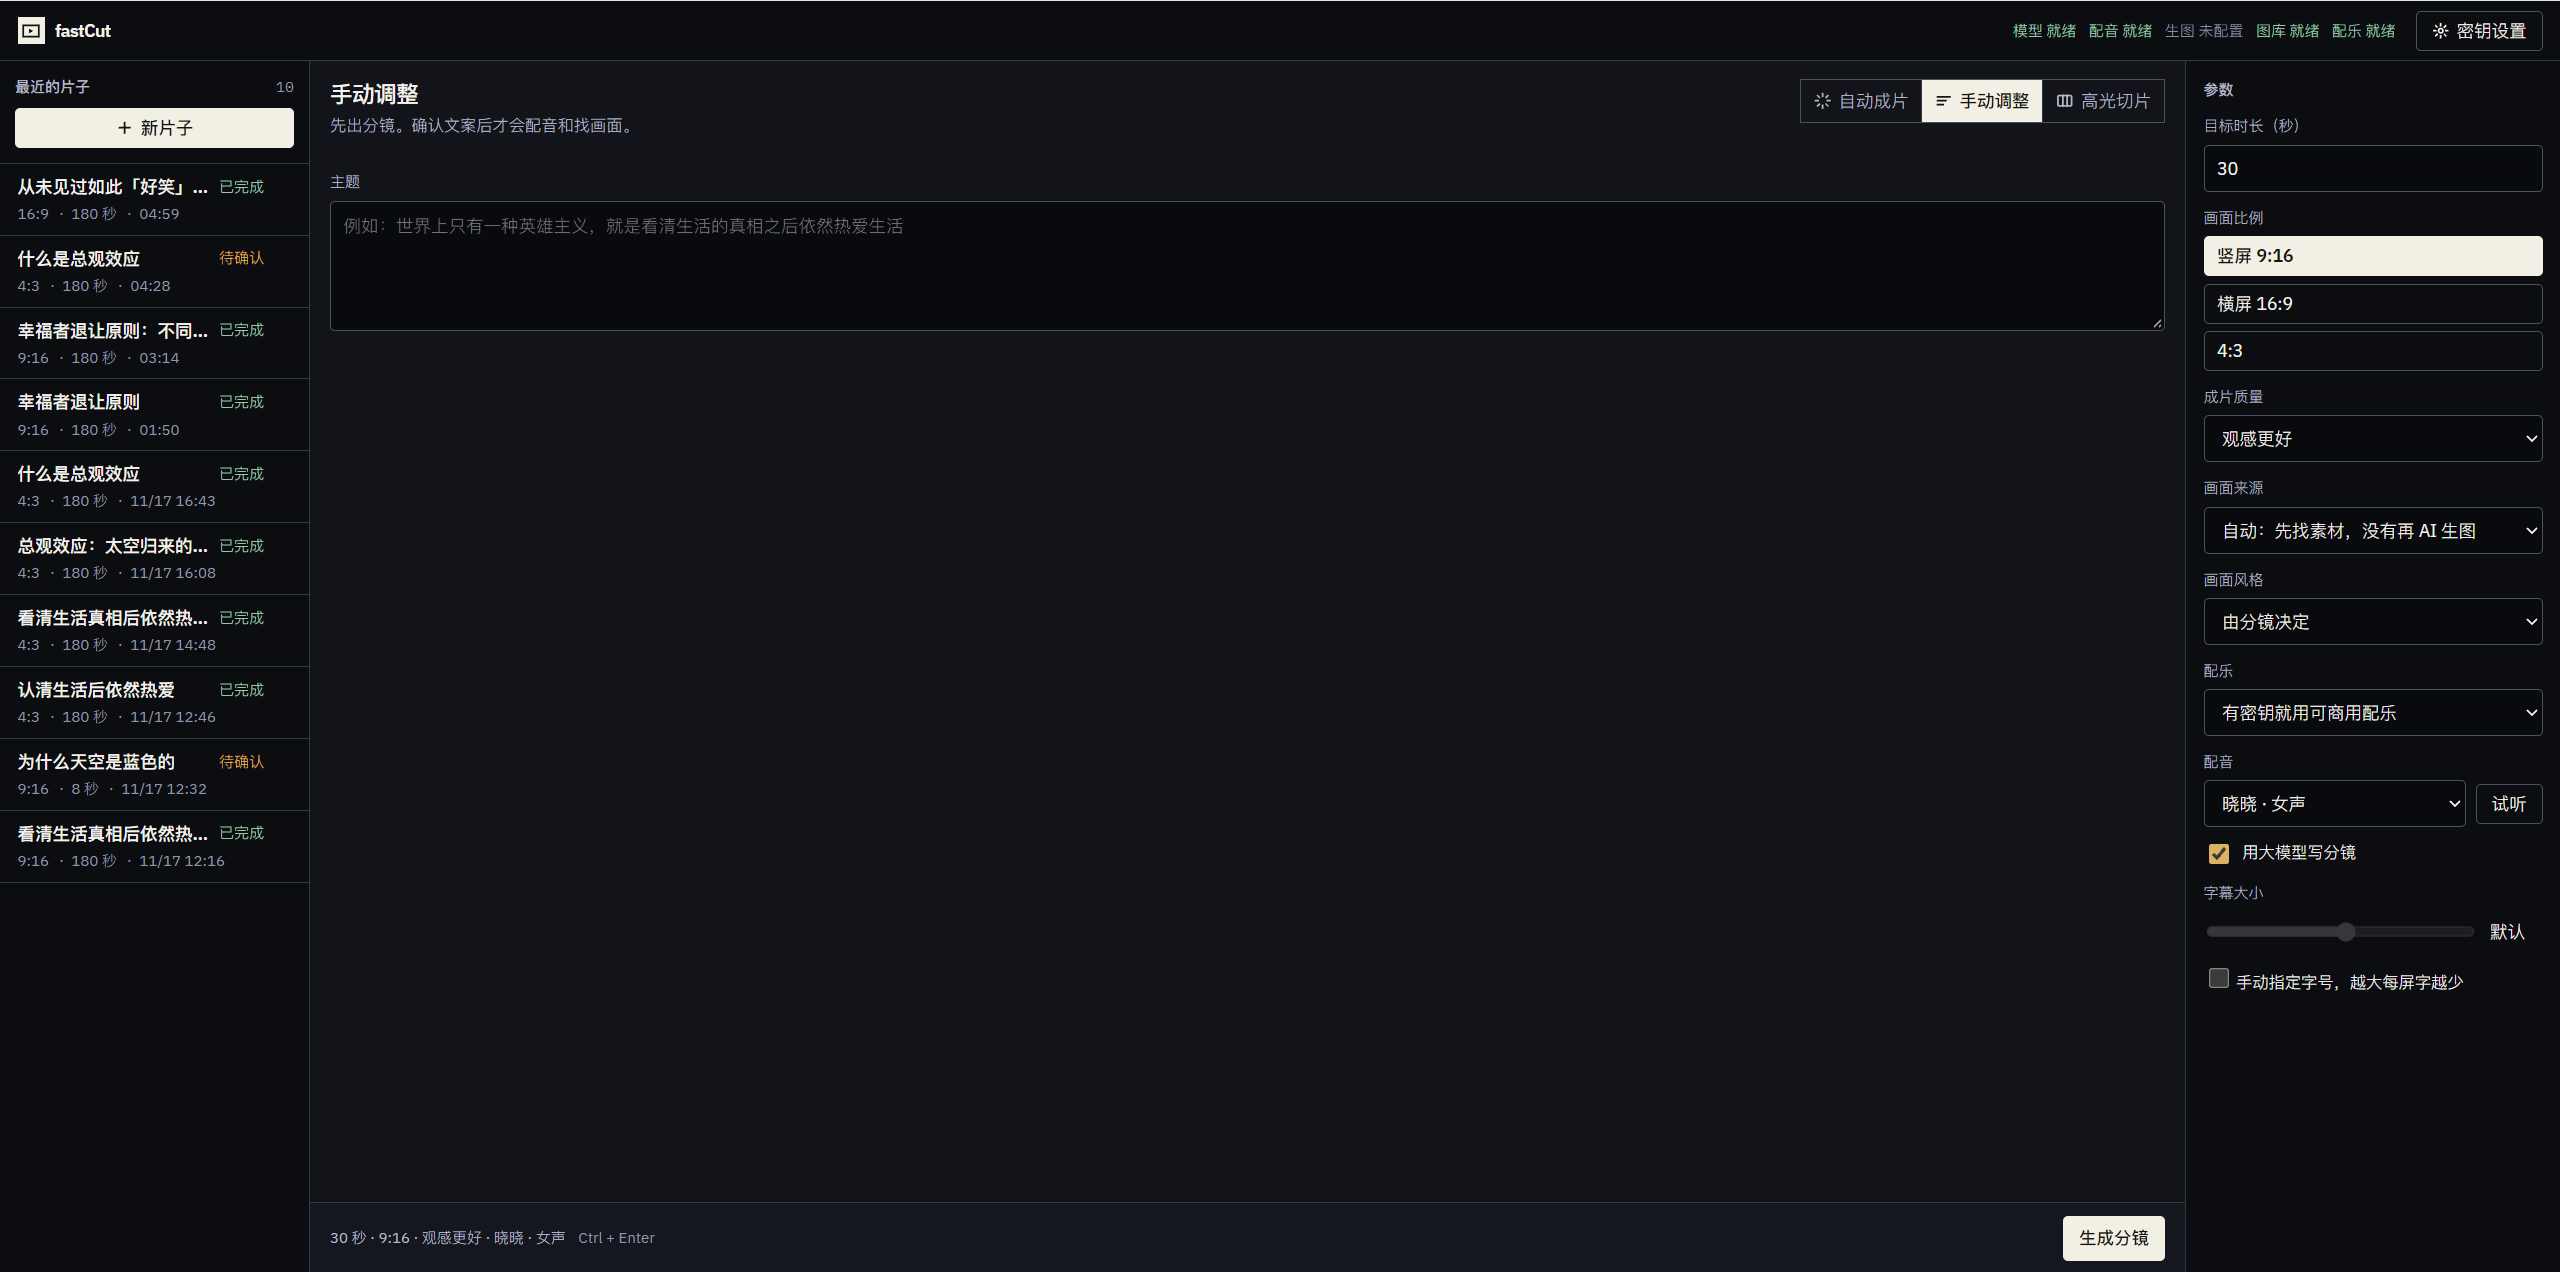 fastCut
模型 就绪 配音 就绪 生图 未配置 图库 就绪 配乐 就绪
密钥设置
最近的片子 10
+ 新片子
从未见过如此「好笑」... 已完成
16:9 · 180 秒 · 04:59
什么是总观效应 待确认
4:3 · 180 秒 · 04:28
幸福者退让原则：不同... 已完成
9:16 · 180 秒 · 03:14
幸福者退让原则 已完成
9:16 · 180 秒 · 01:50
什么是总观效应 已完成
4:3 · 180 秒 · 11/17 16:43
总观效应：太空归来的... 已完成
4:3 · 180 秒 · 11/17 16:08
看清生活真相后依然热... 已完成
4:3 · 180 秒 · 11/17 14:48
认清生活后依然热爱 已完成
4:3 · 180 秒 · 11/17 12:46
为什么天空是蓝色的 待确认
9:16 · 8 秒 · 11/17 12:32
看清生活真相后依然热... 已完成
9:16 · 180 秒 · 11/17 12:16
手动调整
先出分镜。确认文案后才会配音和找画面。
自动成片 手动调整 高光切片
主题
例如：世界上只有一种英雄主义，就是看清生活的真相之后依然热爱生活
30 秒 · 9:16 · 观感更好 · 晓晓 · 女声 Ctrl + Enter
生成分镜
参数
目标时长（秒）
30
画面比例
竖屏 9:16
横屏 16:9
4:3
成片质量
观感更好
画面来源
自动：先找素材，没有再 AI 生图
画面风格
由分镜决定
配乐
有密钥就用可商用配乐
配音
晓晓 · 女声 试听
用大模型写分镜
字幕大小
默认
手动指定字号，越大每屏字越少